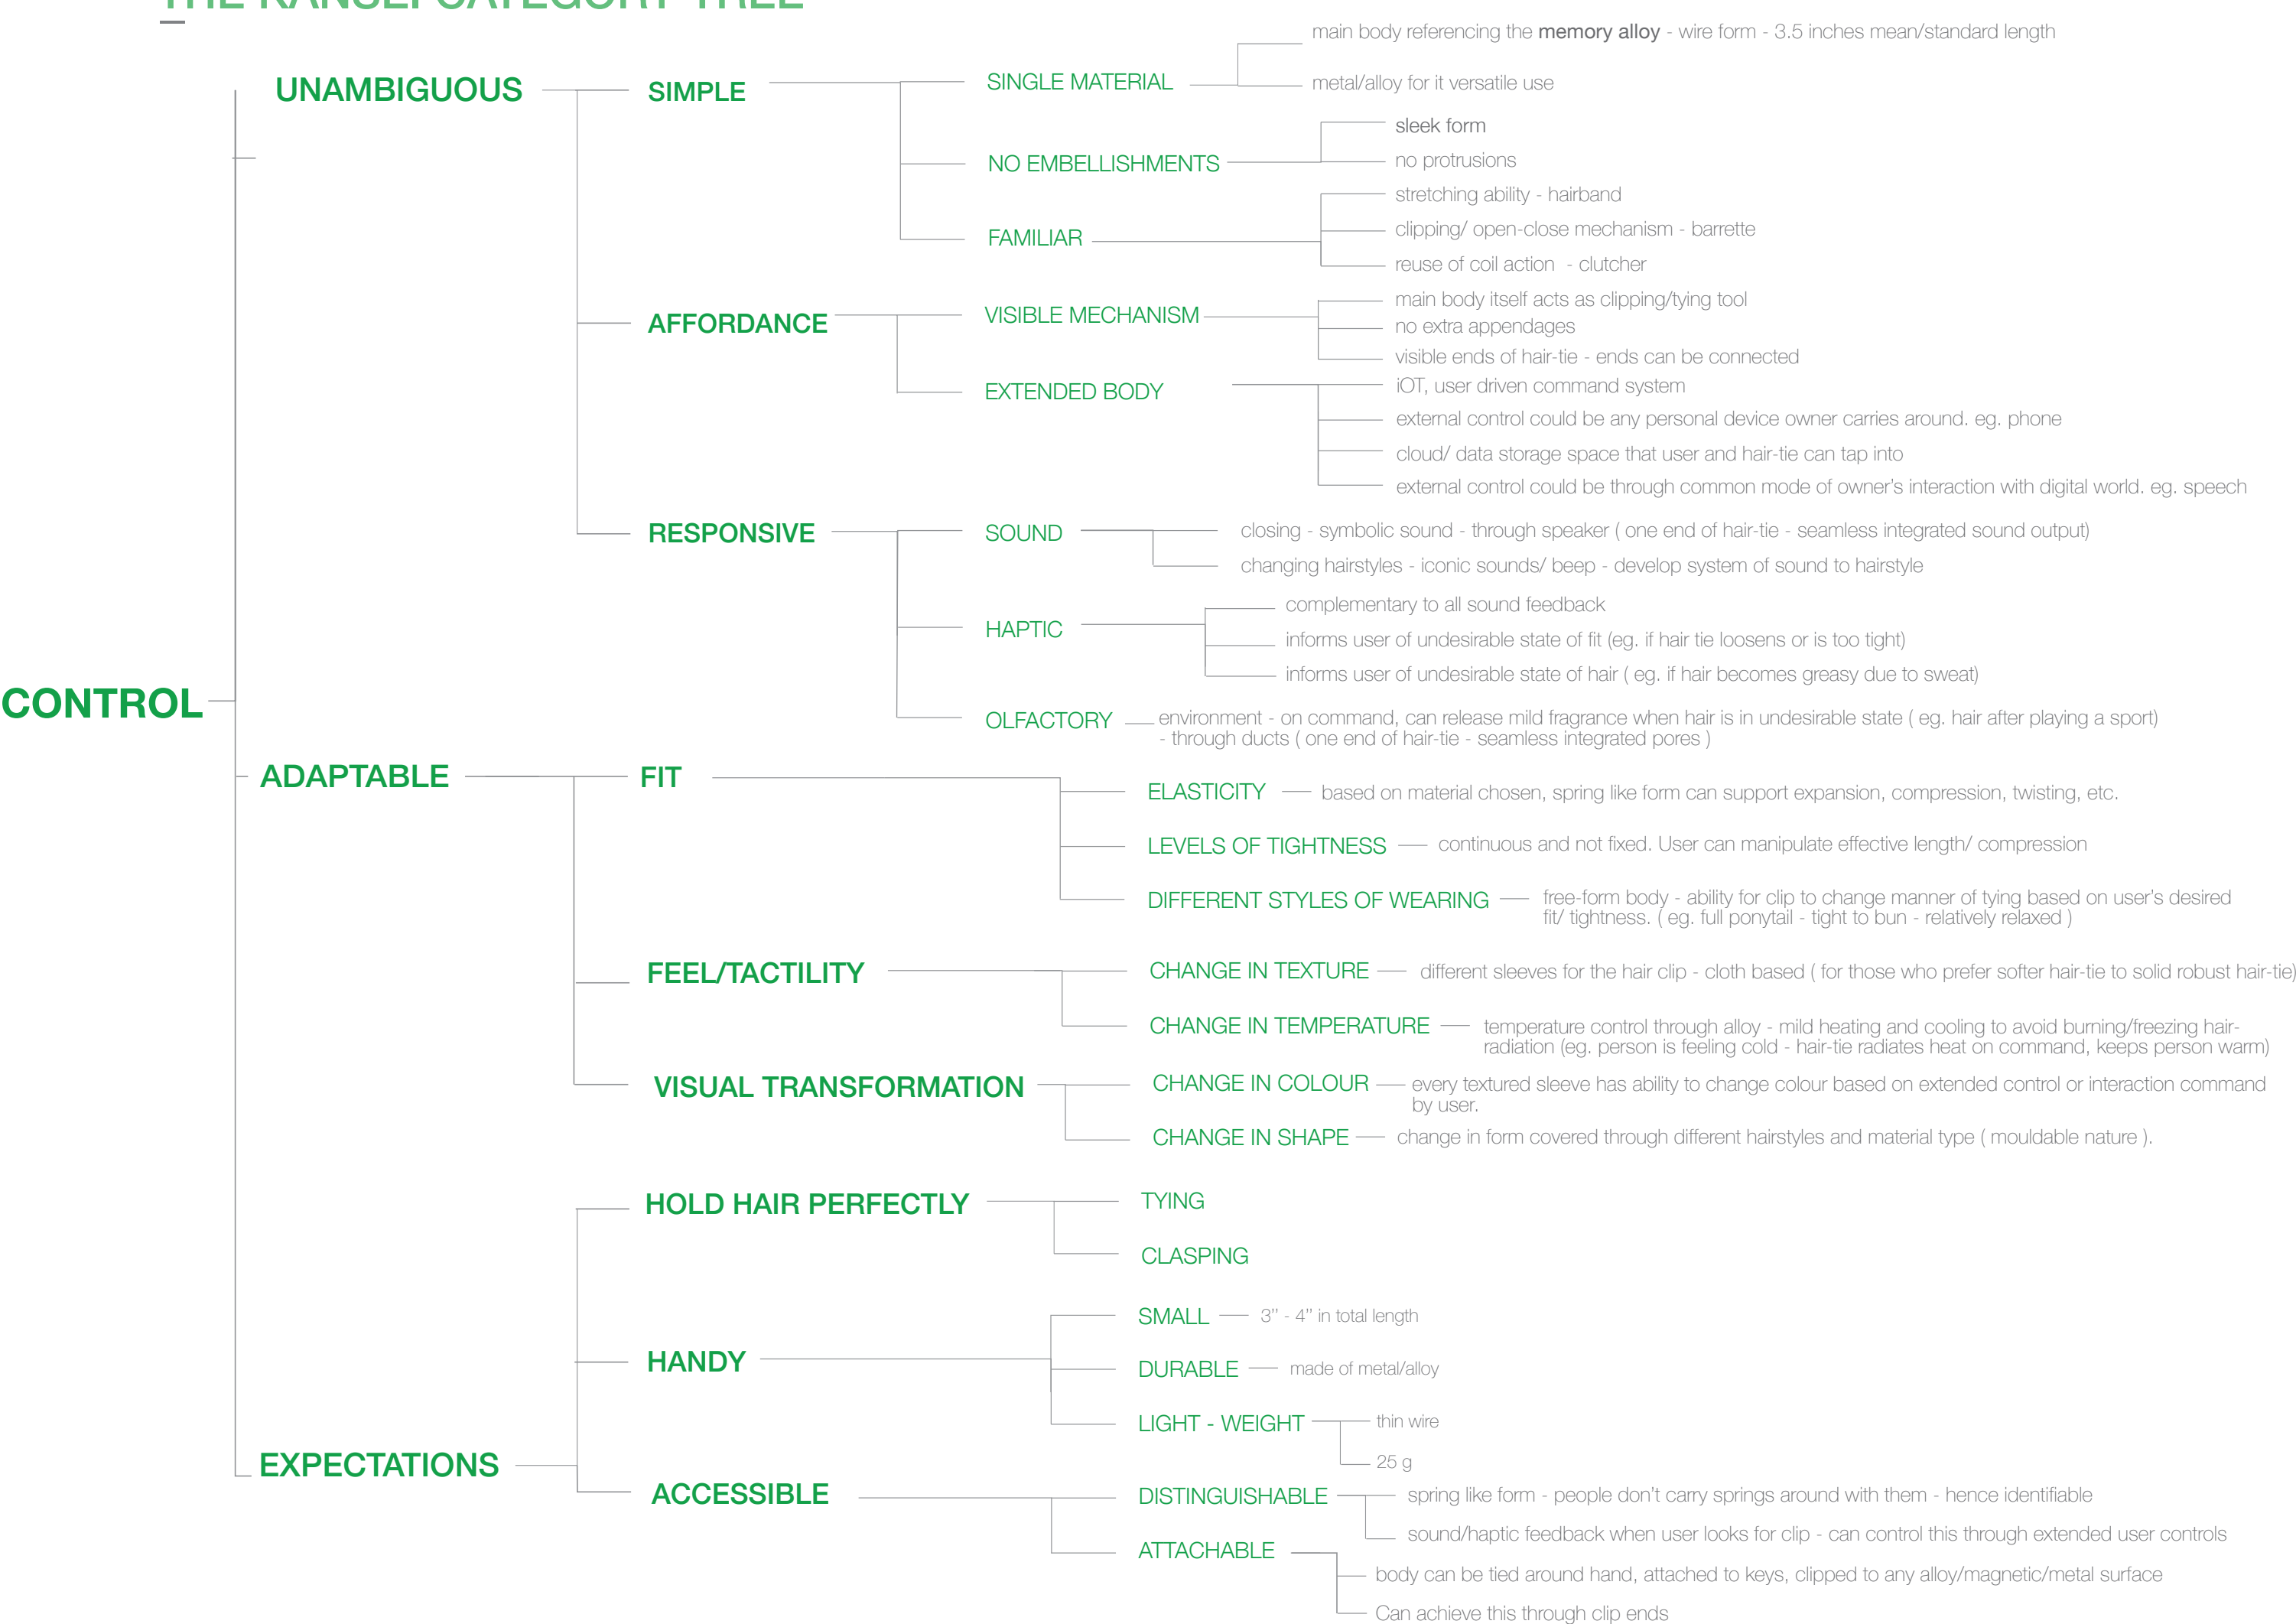 THE KANSEI CATEGORY TREE
CONTROL
UNAMBIGUOUS
SIMPLE
SINGLE MATERIAL
main body referencing the memory alloy - wire form - 3.5 inches mean/standard length
metal/alloy for it versatile use
NO EMBELLISHMENTS
sleek form
no protrusions
FAMILIAR
stretching ability - hairband
clipping/ open-close mechanism - barrette
reuse of coil action - clutcher
AFFORDANCE
VISIBLE MECHANISM
main body itself acts as clipping/tying tool
no extra appendages
visible ends of hair-tie - ends can be connected
EXTENDED BODY
iOT, user driven command system
external control could be any personal device owner carries around. eg. phone
cloud/ data storage space that user and hair-tie can tap into
external control could be through common mode of owner's interaction with digital world. eg. speech
RESPONSIVE
SOUND
closing - symbolic sound - through speaker ( one end of hair-tie - seamless integrated sound output)
changing hairstyles - iconic sounds/ beep - develop system of sound to hairstyle
HAPTIC
complementary to all sound feedback
informs user of undesirable state of fit (eg. if hair tie loosens or is too tight)
informs user of undesirable state of hair ( eg. if hair becomes greasy due to sweat)
OLFACTORY
environment - on command, can release mild fragrance when hair is in undesirable state ( eg. hair after playing a sport)
- through ducts ( one end of hair-tie - seamless integrated pores )
ADAPTABLE
FIT
ELASTICITY
based on material chosen, spring like form can support expansion, compression, twisting, etc.
LEVELS OF TIGHTNESS
continuous and not fixed. User can manipulate effective length/ compression
DIFFERENT STYLES OF WEARING
free-form body - ability for clip to change manner of tying based on user's desired
fit/ tightness. ( eg. full ponytail - tight to bun - relatively relaxed )
FEEL/TACTILITY
CHANGE IN TEXTURE
different sleeves for the hair clip - cloth based ( for those who prefer softer hair-tie to solid robust hair-tie)
CHANGE IN TEMPERATURE
temperature control through alloy - mild heating and cooling to avoid burning/freezing hair-
radiation (eg. person is feeling cold - hair-tie radiates heat on command, keeps person warm)
VISUAL TRANSFORMATION
CHANGE IN COLOUR
every textured sleeve has ability to change colour based on extended control or interaction command
by user.
CHANGE IN SHAPE
change in form covered through different hairstyles and material type ( mouldable nature ).
EXPECTATIONS
HOLD HAIR PERFECTLY
TYING
CLASPING
HANDY
SMALL
3'' - 4'' in total length
DURABLE
made of metal/alloy
LIGHT - WEIGHT
thin wire
25 g
ACCESSIBLE
DISTINGUISHABLE
spring like form - people don't carry springs around with them - hence identifiable
sound/haptic feedback when user looks for clip - can control this through extended user controls
ATTACHABLE
body can be tied around hand, attached to keys, clipped to any alloy/magnetic/metal surface
Can achieve this through clip ends